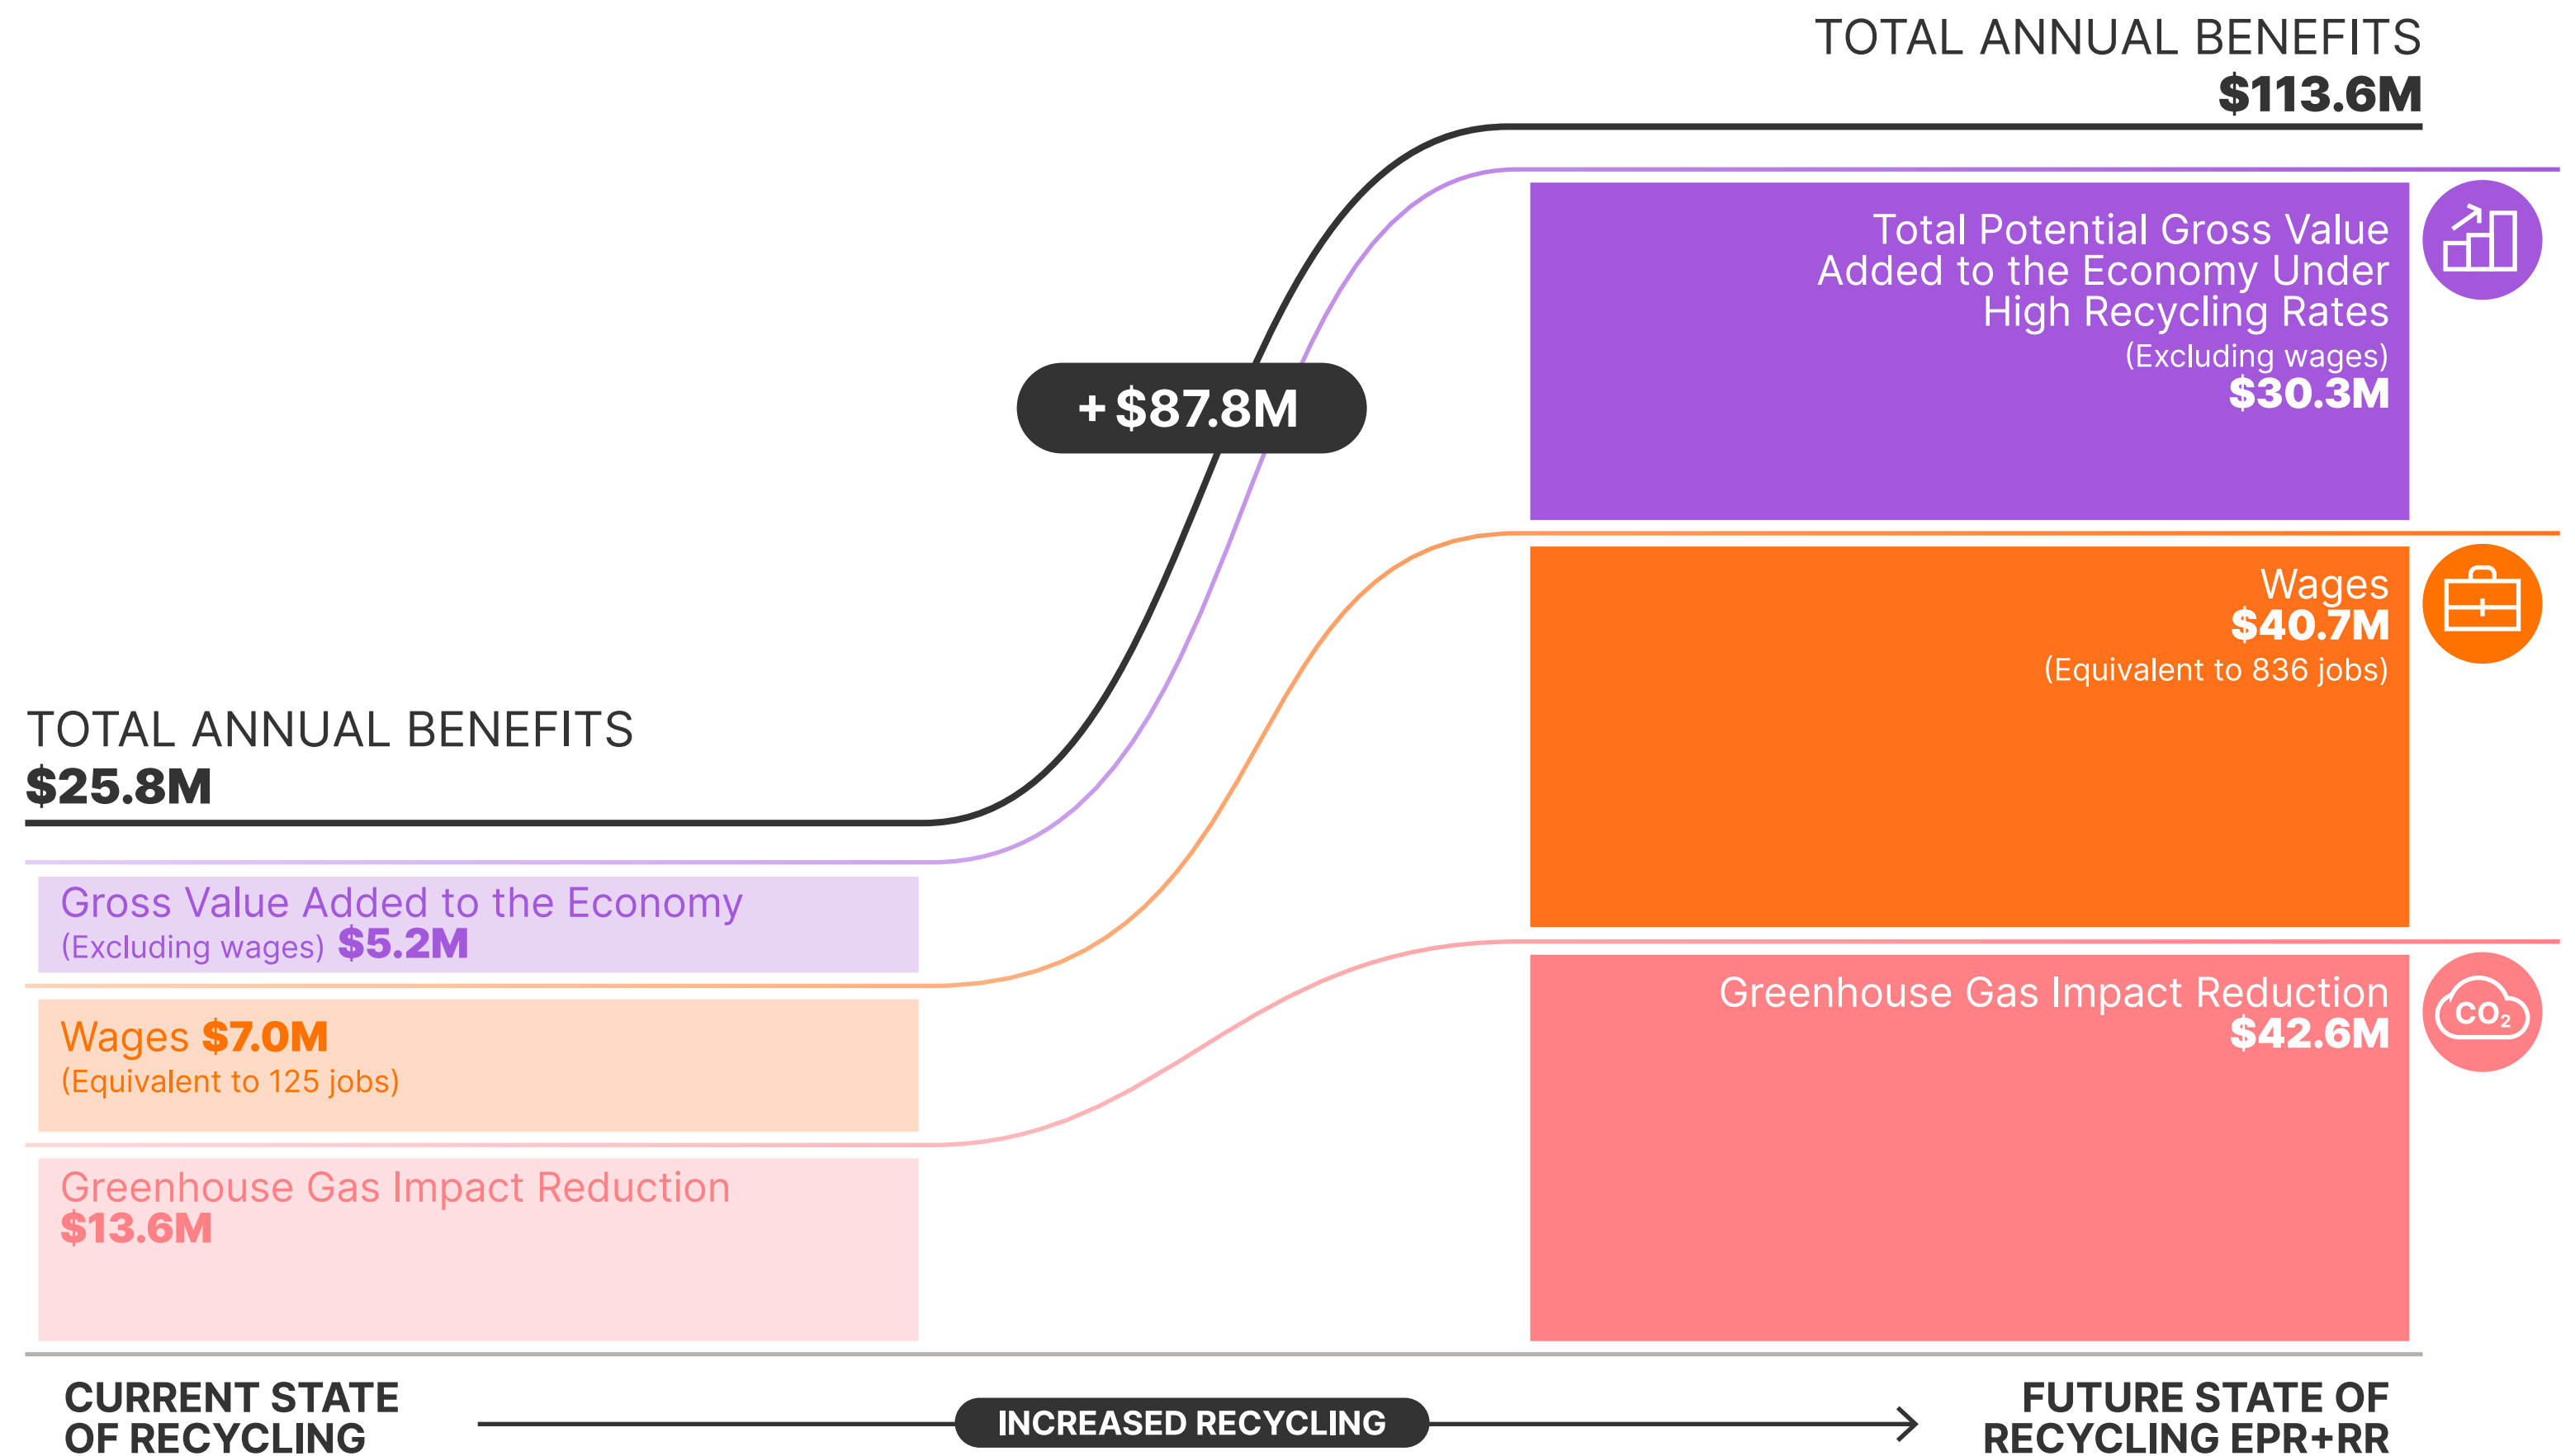 TOTAL ANNUAL BENEFITS
$113.6M
Total Potential Gross Value
Added to the Economy Under
High Recycling Rates
(Excluding wages)
$30.3M
+$87.8M
Wages
$40.7M
(Equivalent to 836 jobs)
TOTAL ANNUAL BENEFITS
$25.8M
Gross Value Added to the Economy
(Excluding wages) $5.2M
Wages $7.0M
(Equivalent to 125 jobs)
Greenhouse Gas Impact Reduction
$42.6M
CO₂
Greenhouse Gas Impact Reduction
$13.6M
CURRENT STATE
OF RECYCLING
INCREASED RECYCLING
FUTURE STATE OF
RECYCLING EPR+RR